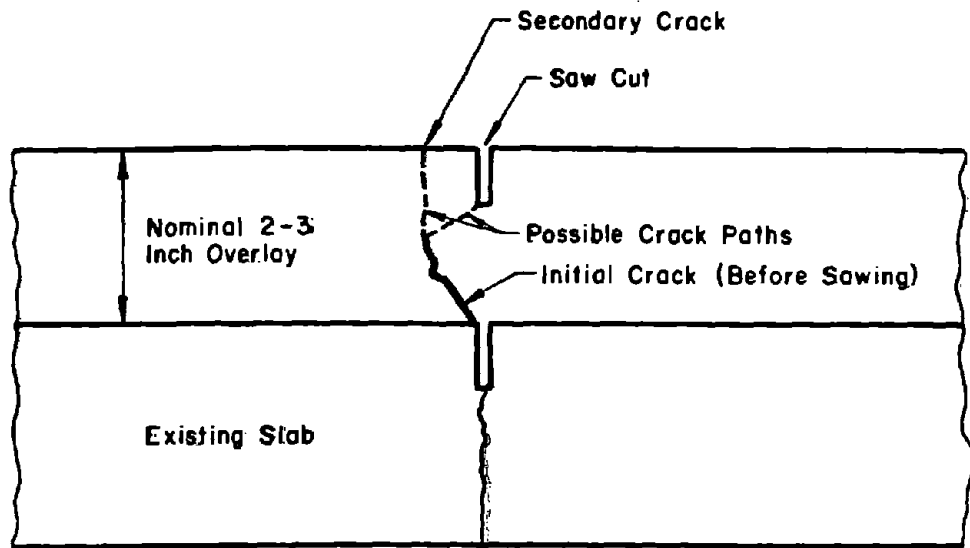 Secondary Crack
Saw Cut
Nominal 2-3
Inch Overlay
Possible Crack Paths
Initial Crack (Before Sawing)
Existing Slab